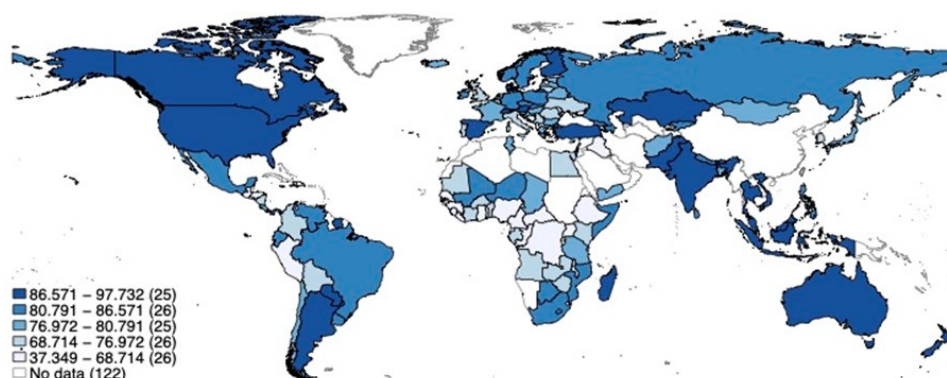 86.571 – 97.732 (25)
80.791 – 86.571 (26)
76.972 – 80.791 (25)
68.714 – 76.972 (26)
37.349 – 68.714 (26)
No data (122)